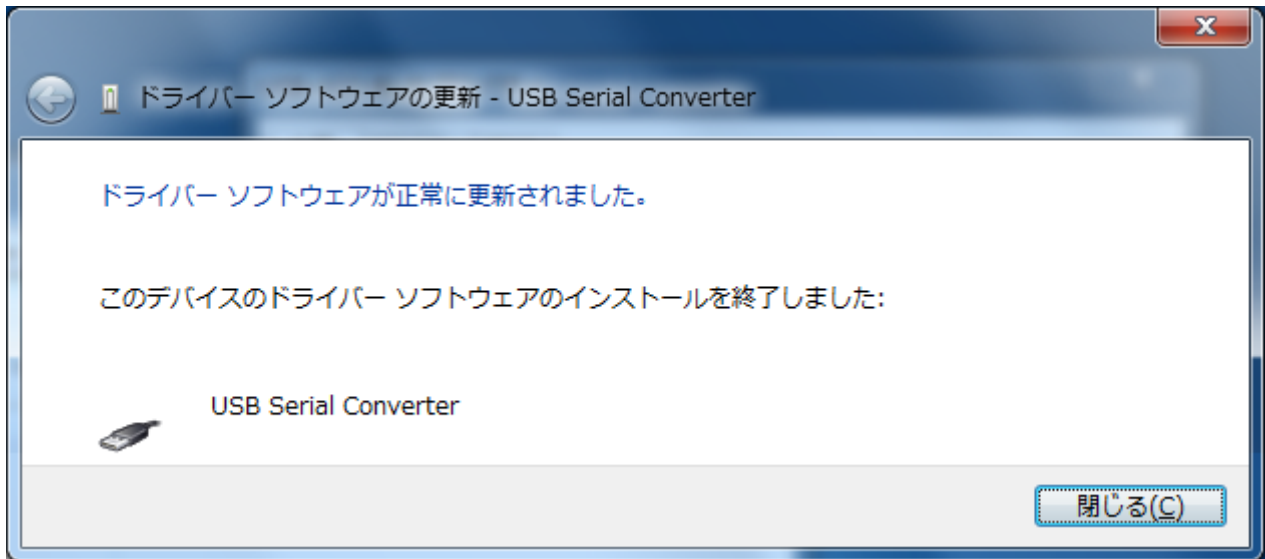 ドライバー ソフトウェアの更新 - USB Serial Converter
ドライバー ソフトウェアが正常に更新されました。
このデバイスのドライバー ソフトウェアのインストールを終了しました:
USB Serial Converter
閉じる(C)